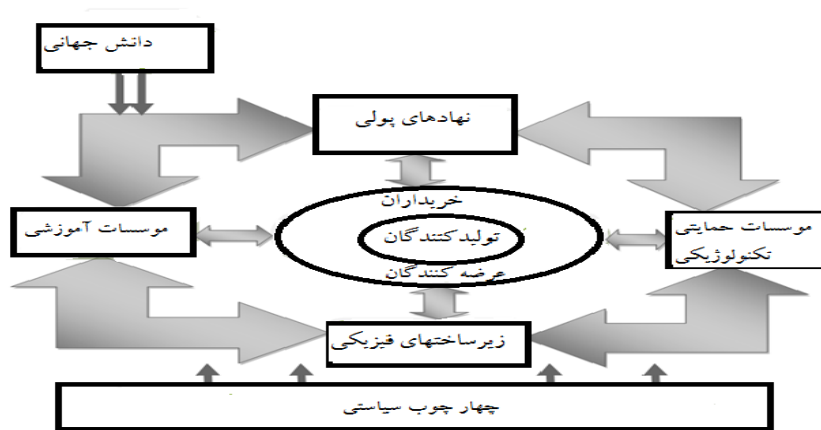 دانش جهانی
نهادهای پولی
خریداران
موسسات آموزشی
تولیدکنندگان
موسسات حمایتی
تکنولوژیکی
عرضه کنندگان
زیرساختهای فیزیکی
چهار چوب سیاستی